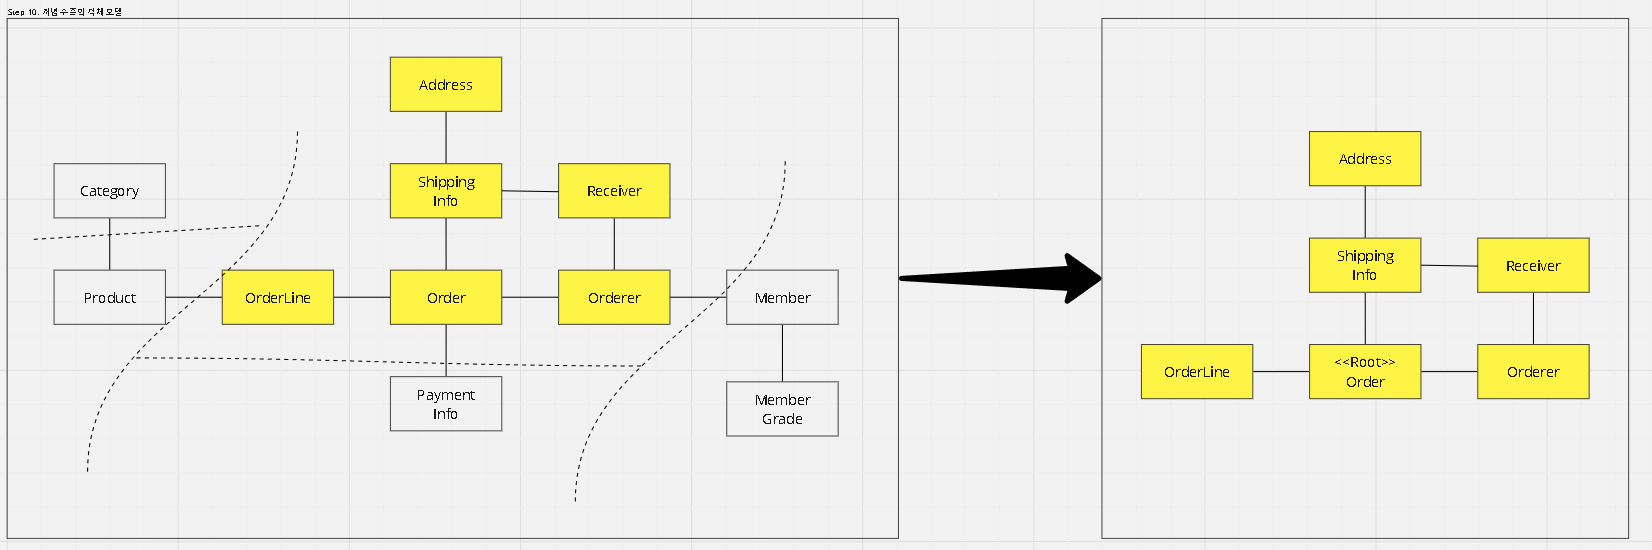 Step 10. 개념 수준의 객체 모델
Address
Category
Shipping
Info
Receiver
Product
OrderLine
Order
Orderer
Member
Payment
Info
Member
Grade
Address
Shipping
Info
Receiver
OrderLine
<<Root>>
Order
Orderer